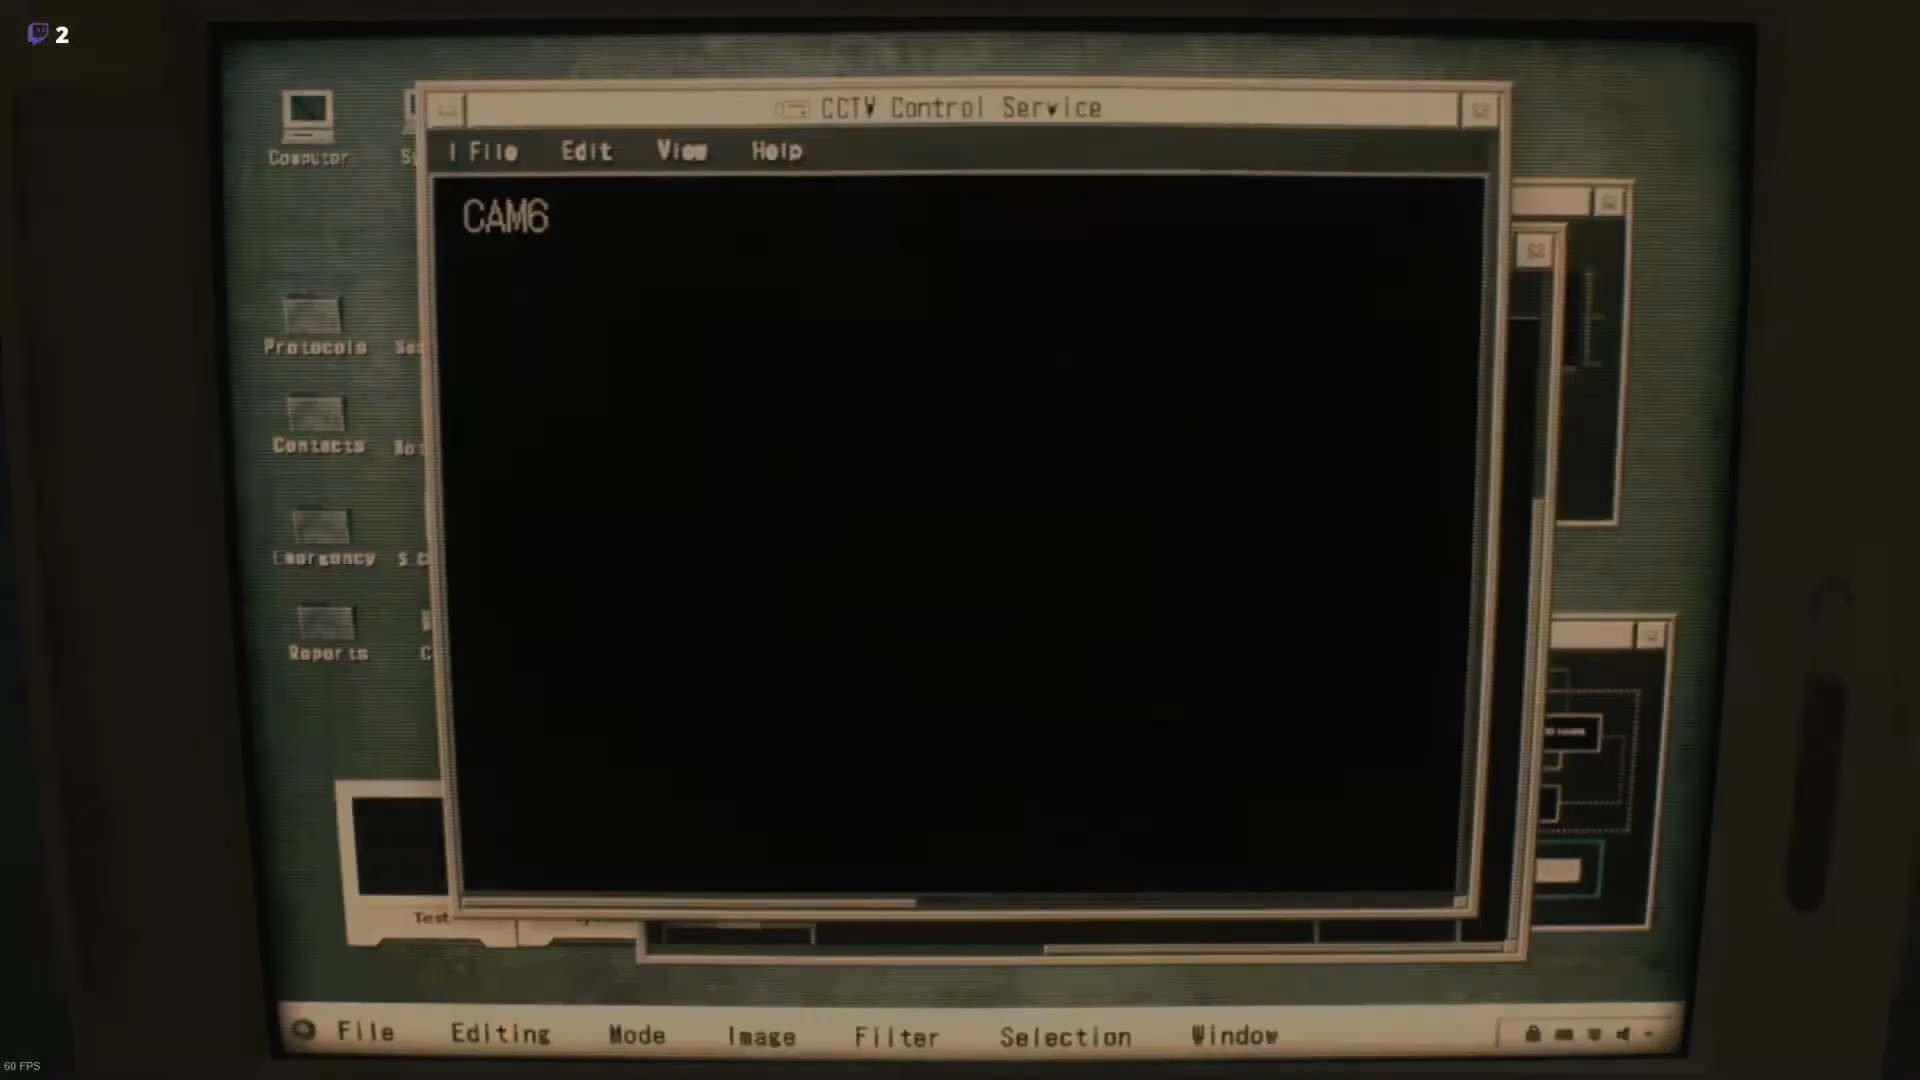 2
CCTV Control Service
File Edit View Help
CAM6
Computer
Protocols
Contacts
Emergency
Reports
Test
File Editing Mode Image Filter Selection Window
60 FPS